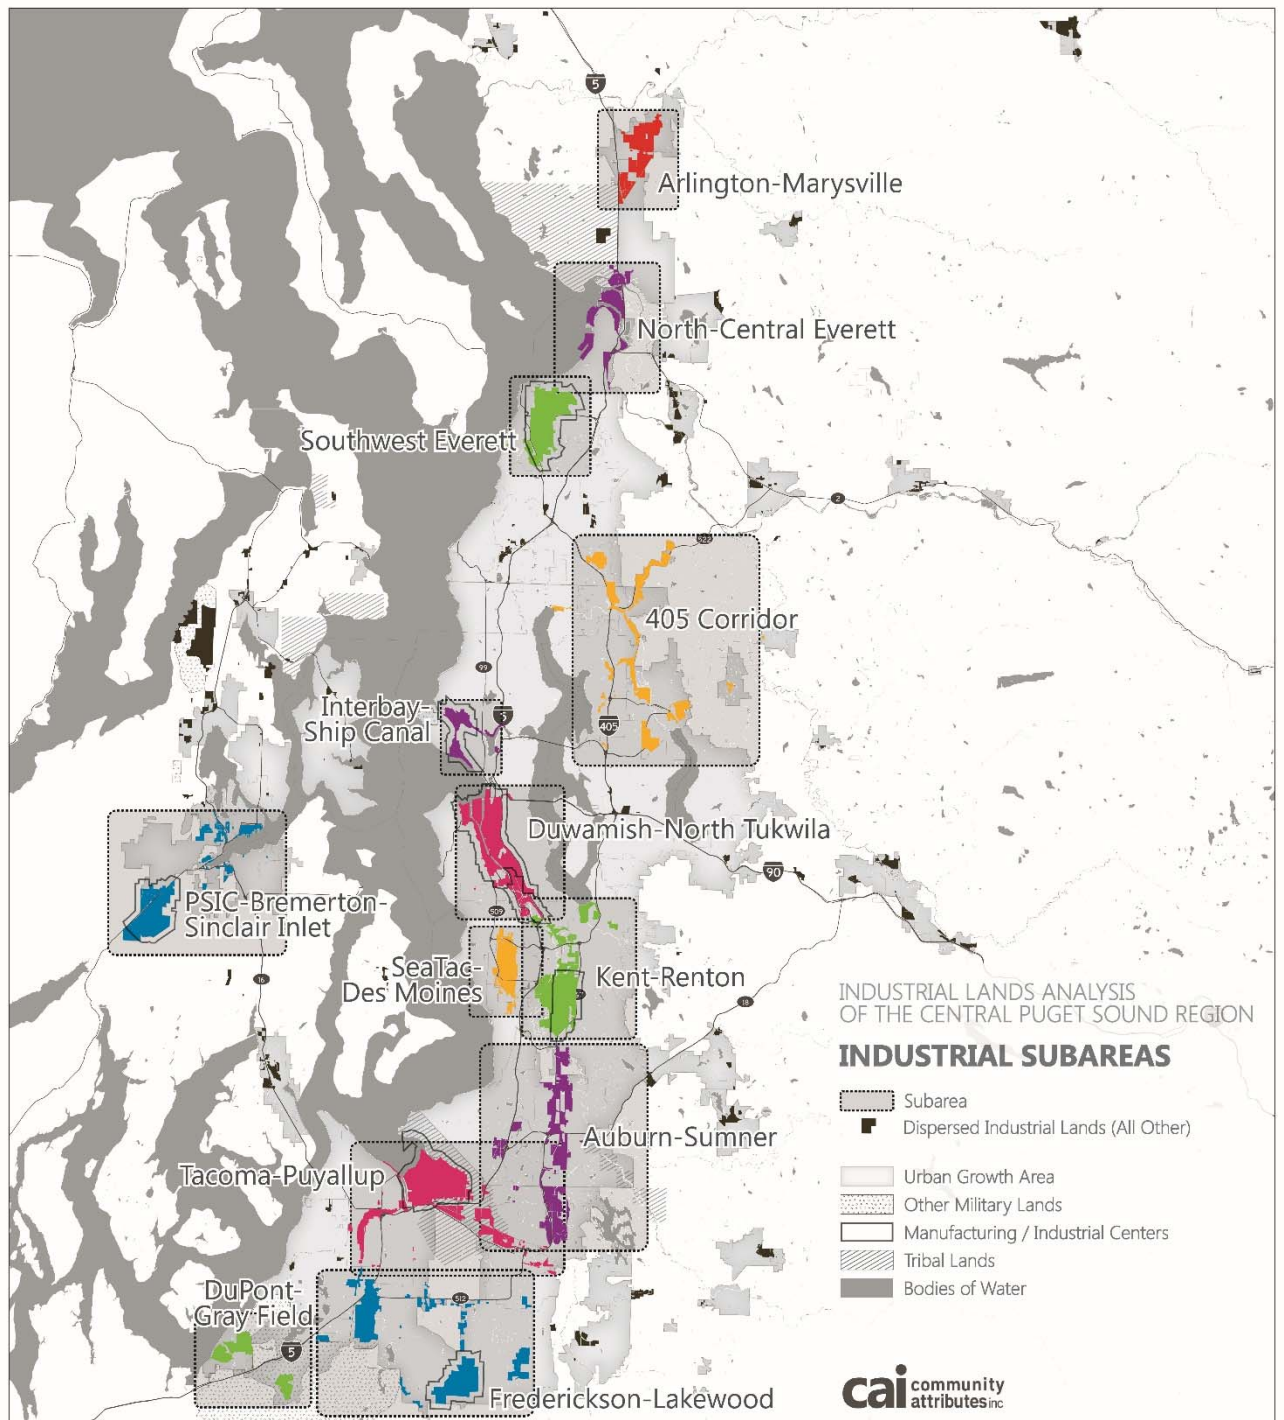 5
Arlington-Marysville
North-Central Everett
Southwest Everett
2
522
405 Corridor
99
Interbay-
Ship Canal
5
405
Duwamish-North Tukwila
90
PSIC-Bremerton-
Sinclair Inlet
509
SeaTac-
Des Moines
Kent-Renton
16
18
INDUSTRIAL LANDS ANALYSIS
OF THE CENTRAL PUGET SOUND REGION
INDUSTRIAL SUBAREAS
Subarea
Dispersed Industrial Lands (All Other)
Auburn-Sumner
Tacoma-Puyallup
Urban Growth Area
Other Military Lands
Manufacturing / Industrial Centers
Tribal Lands
Bodies of Water
DuPont-
Gray Field
512
5
Frederickson-Lakewood
cai community
attributes inc